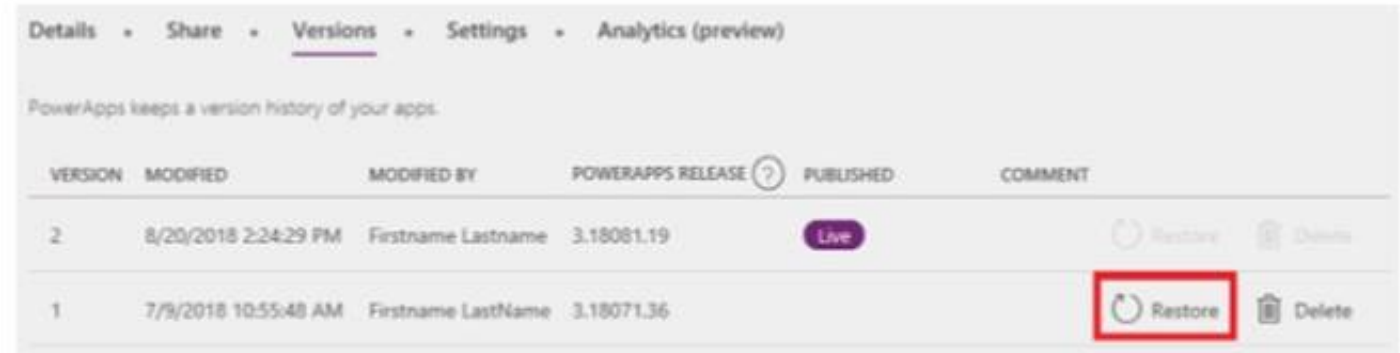 Details • Share • Versions • Settings • Analytics (preview)
PowerApps keeps a version history of your apps.
VERSION MODIFIED MODIFIED BY POWERAPPS RELEASE ? PUBLISHED COMMENT
2 8/20/2018 2:24:29 PM Firstname Lastname 3.18081.19 Live Restore Delete
1 7/9/2018 10:55:48 AM Firstname LastName 3.18071.36 Restore Delete